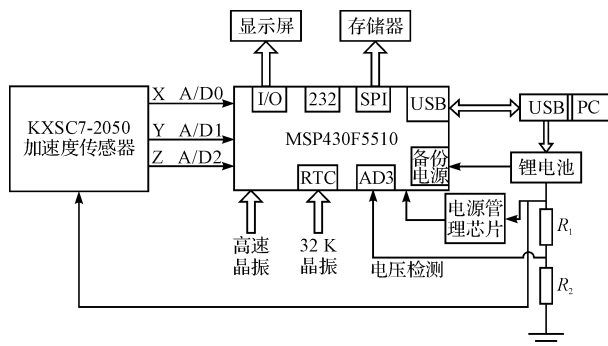 显示屏
存储器
X A/D0
I/O
232
SPI
USB
USB
PC
KXSC7-2050
加速度传感器
Y A/D1
MSP430F5510
Z A/D2
备份
电源
锂电池
RTC
AD3
电源管
理芯片
R₁
高速
晶振
32 K
晶振
电压检测
R₂